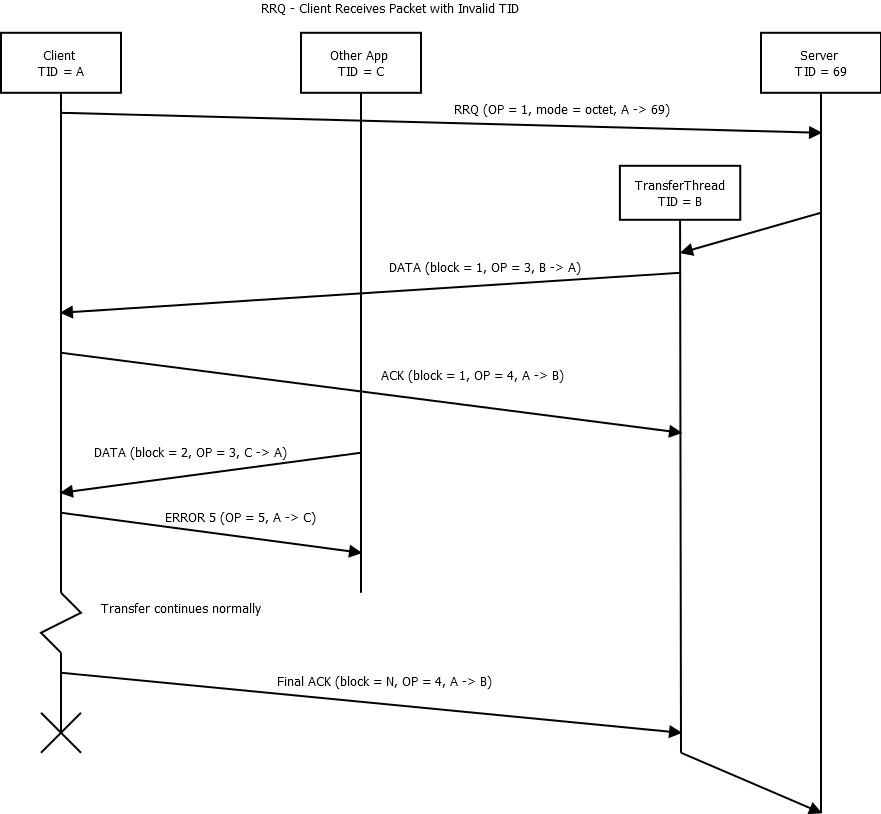 RRQ - Client Receives Packet with Invalid TID
Client
TID = A
Other App
TID = C
Server
TID = 69
RRQ (OP = 1, mode = octet, A -> 69)
TransferThread
TID = B
DATA (block = 1, OP = 3, B -> A)
ACK (block = 1, OP = 4, A -> B)
DATA (block = 2, OP = 3, C -> A)
ERROR 5 (OP = 5, A -> C)
Transfer continues normally
Final ACK (block = N, OP = 4, A -> B)